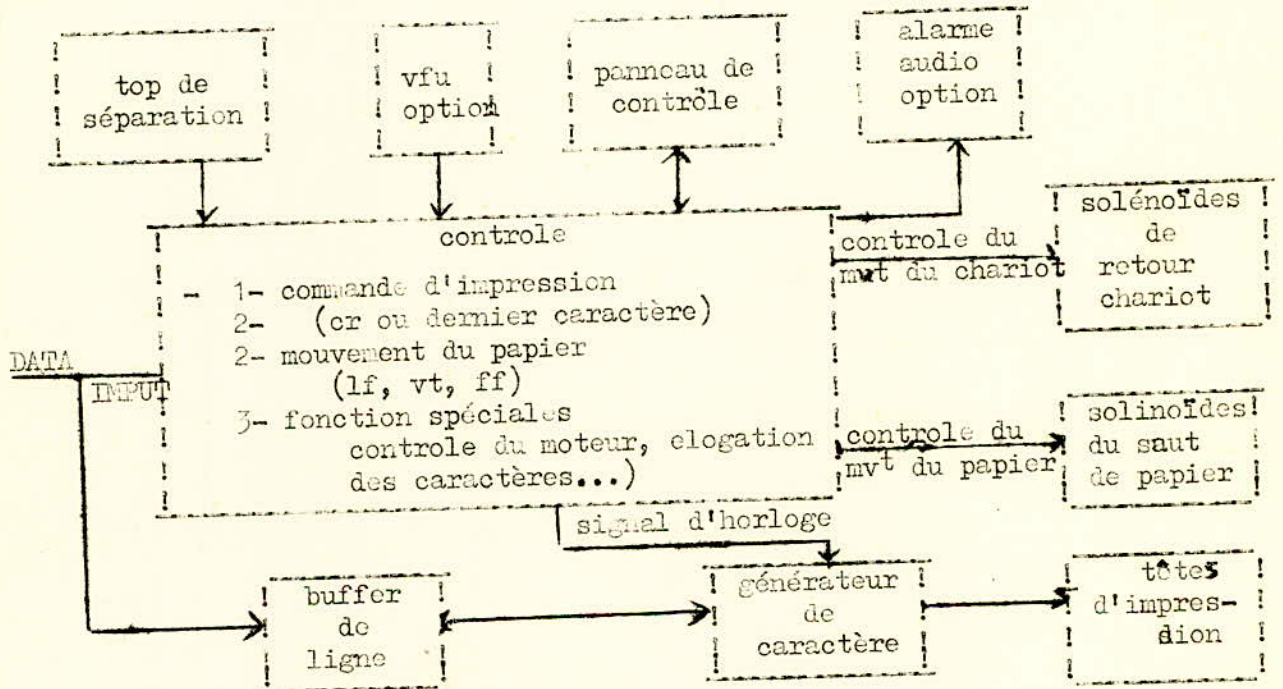 top de
séparation
vfu
option
panneau de
contrôle
alarme
audio
option
solénoïdes
de
retour
chariot
controle
controle du
mvt du chariot
- 1- commande d'impression
2- (cr ou dernier caractère)
2- mouvement du papier
(lf, vt, ff)
3- fonction spéciales
controle du moteur, elogation
des caractères...)
DATA
IMPUT
controle du
mvt du papier
solinoïdes
du saut
de papier
signal d'horloge
buffer
de
ligne
générateur
de
caractère
têtes
d'impres-
sion